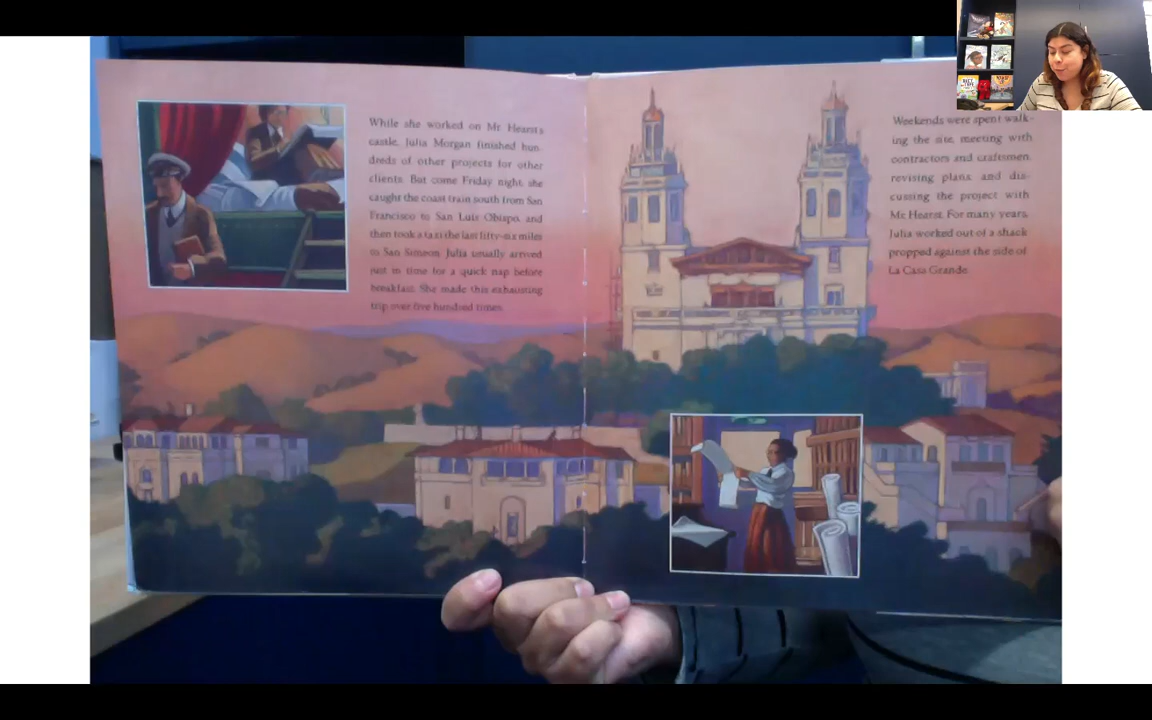 While she worked on Mr. Hearst's
castle, Julia Morgan finished hun-
dreds of other projects for other
clients. But come Friday night, she
caught the coast train south from San
Francisco to San Luis Obispo, and
then took a taxi the last fifty-six miles
to San Simeon. Julia usually arrived
just in time for a quick nap before
breakfast. She made this exhausting
trip over five hundred times.
Weekends were spent walk-
ing the site, meeting with
contractors and craftsmen,
revising plans, and dis-
cussing the project with
Mr. Hearst. For many years,
Julia worked out of a shack
propped against the side of
La Casa Grande.